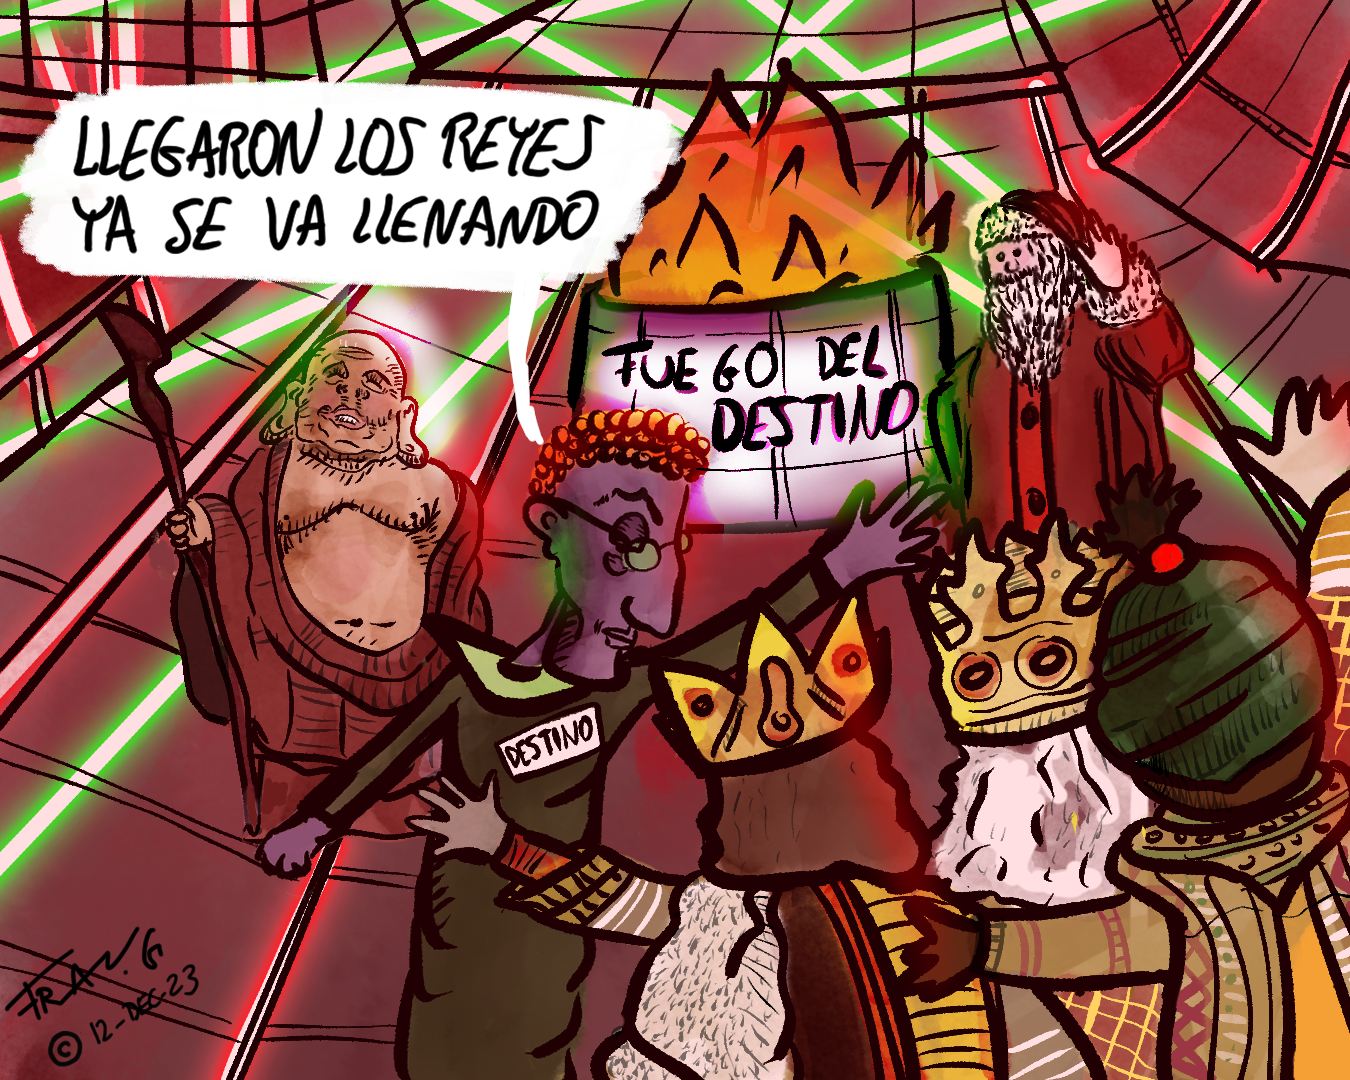 LLEGARON LOS REYES
YA SE VA LLENANDO
FUEGO DEL
DESTINO
DESTINO
FRAN.G
© 12-DEC-23